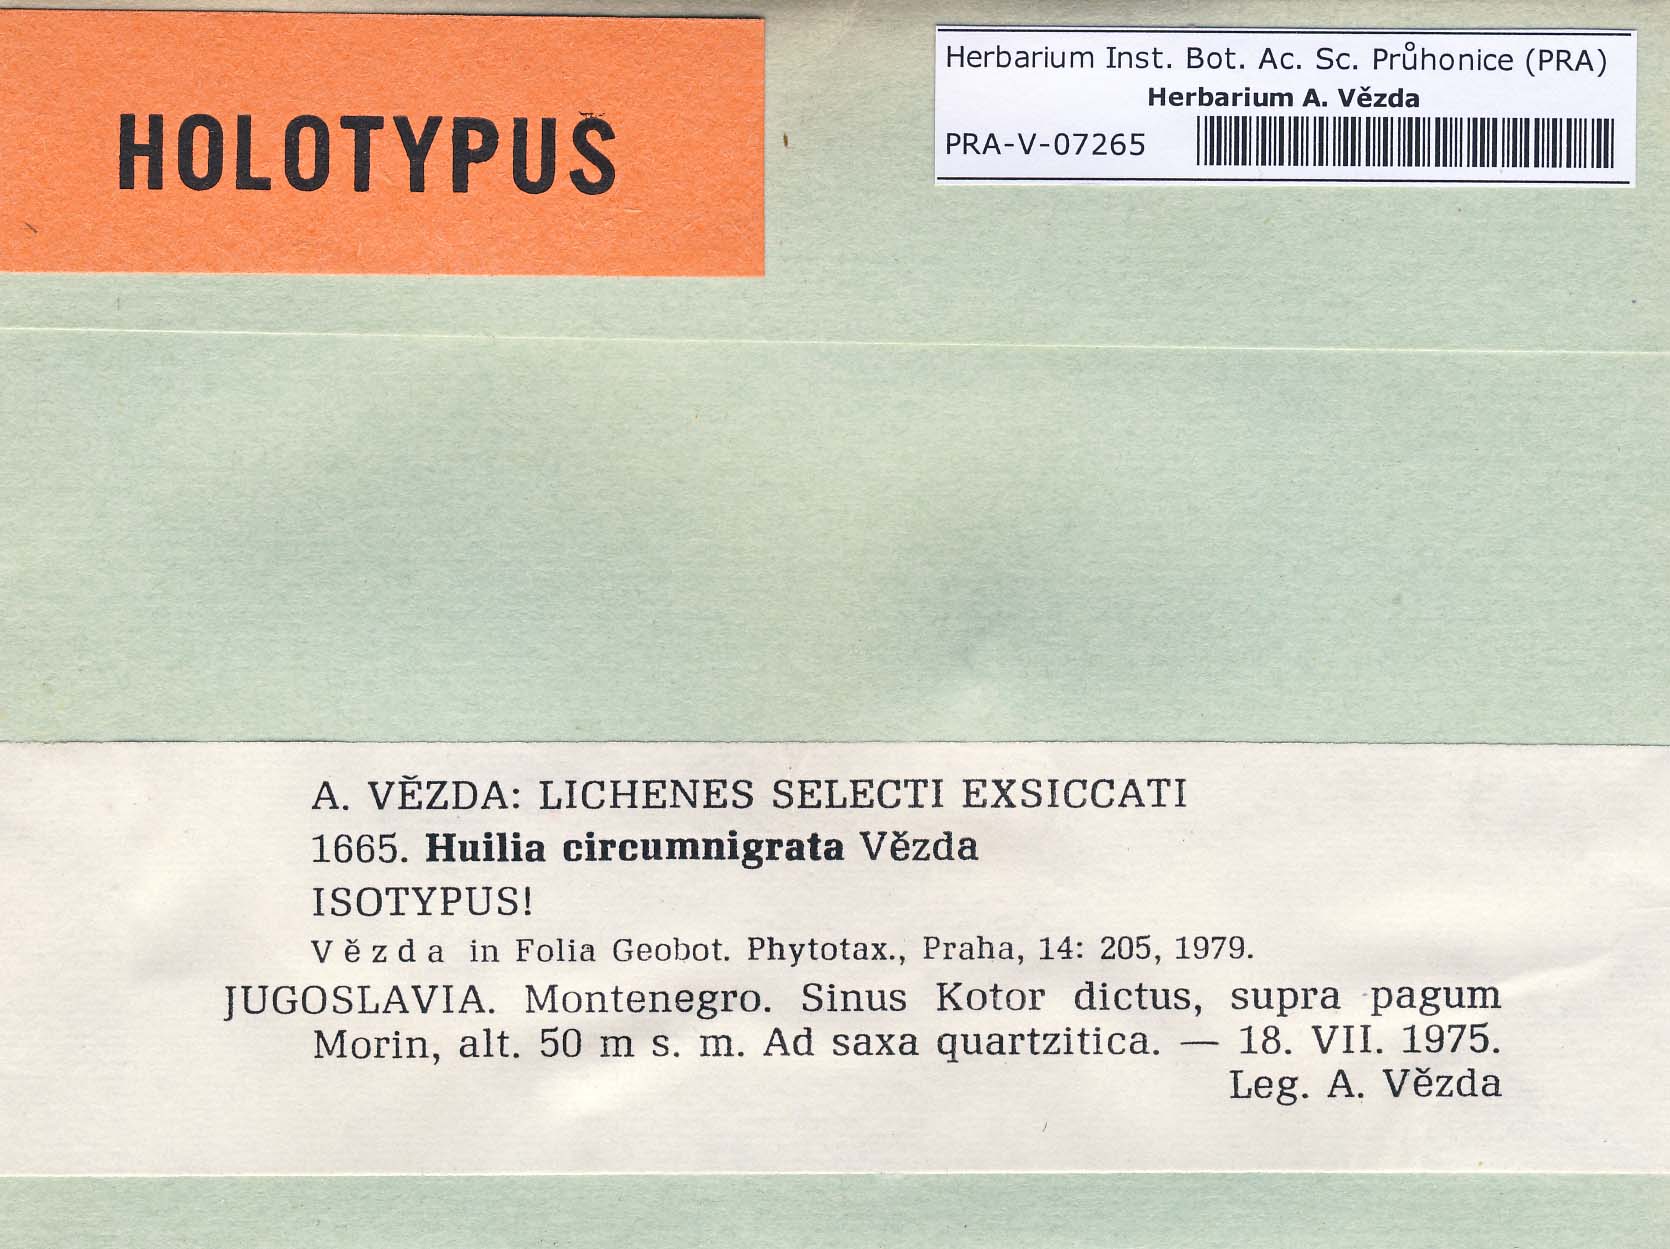 HOLOTYPUS
Herbarium Inst. Bot. Ac. Sc. Průhonice (PRA)
Herbarium A. Vězda
PRA-V-07265
A. VĚZDA: LICHENES SELECTI EXSICCATI
1665. Huilia circumnigrata Vězda
ISOTYPUS!
Vězda in Folia Geobot. Phytotax., Praha, 14: 205, 1979.
JUGOSLAVIA. Montenegro. Sinus Kotor dictus, supra pagum
Morin, alt. 50 m s. m. Ad saxa quartzitica. — 18. VII. 1975.
Leg. A. Vězda